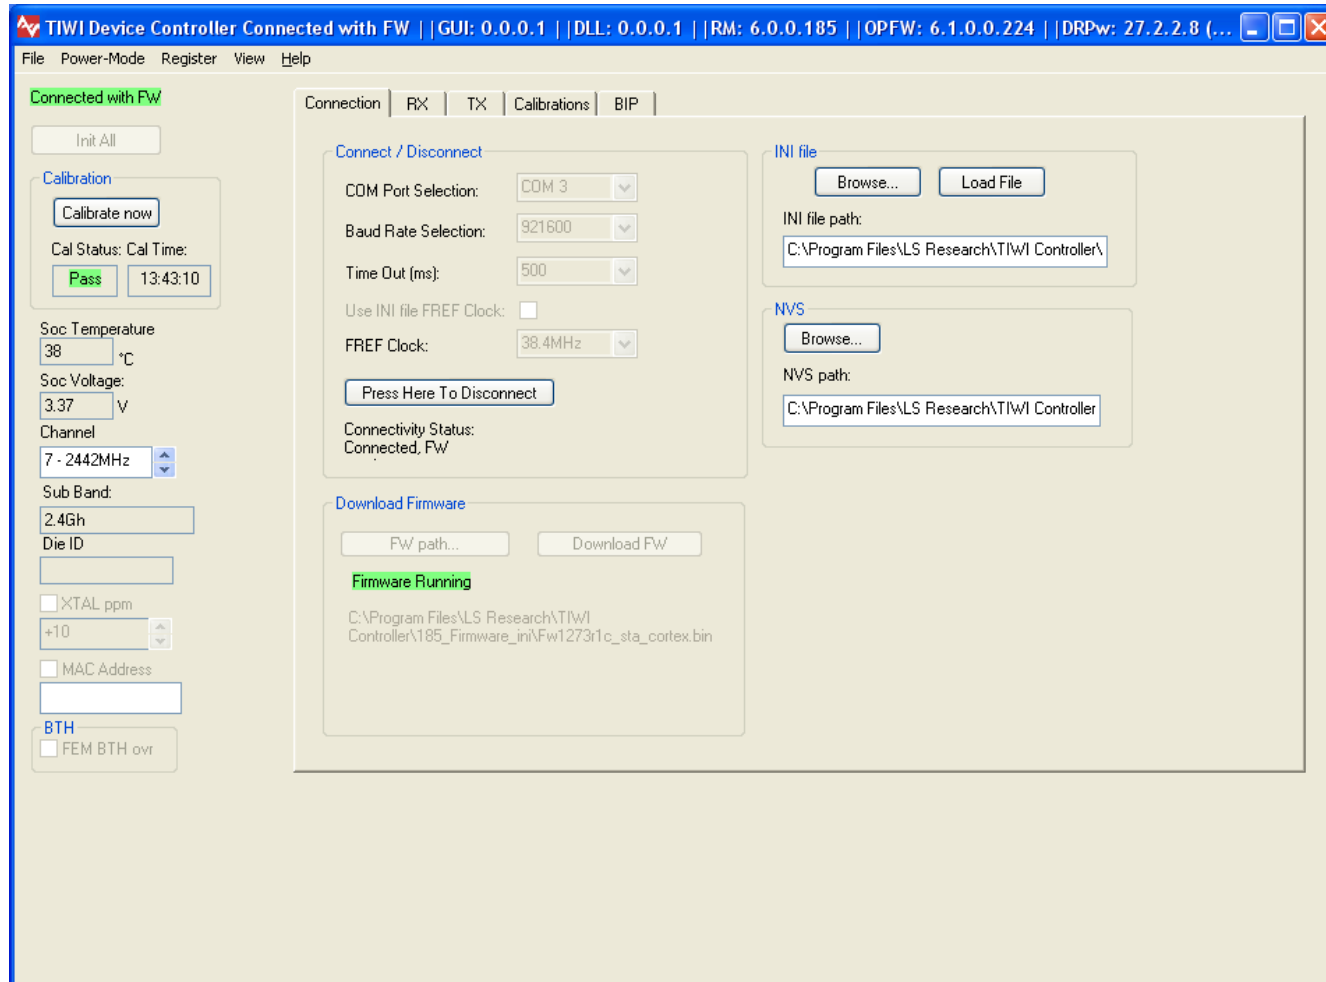 TIWI Device Controller Connected with FW ||GUI: 0.0.0.1 ||DLL: 0.0.0.1 ||RM: 6.0.0.185 ||OPFW: 6.1.0.0.224 ||DRPw: 27.2.2.8 (...
File Power-Mode Register View Help
Connected with FW
Init All
Calibration
Calibrate now
Cal Status: Cal Time:
Pass 13:43:10
Soc Temperature
38 °C
Soc Voltage:
3.37 V
Channel
7 - 2442MHz
Sub Band:
2.4Gh
Die ID
XTAL ppm
+10
MAC Address
BTH
FEM BTH ovr
Connection RX TX Calibrations BIP
Connect / Disconnect
COM Port Selection: COM 3
Baud Rate Selection: 921600
Time Out (ms): 500
Use INI file FREF Clock:
FREF Clock: 38.4MHz
Press Here To Disconnect
Connectivity Status:
Connected, FW
Download Firmware
FW path... Download FW
Firmware Running
C:\Program Files\LS Research\TIWI
Controller\185_Firmware_ini\Fw1273r1c_sta_cortex.bin
INI file
Browse... Load File
INI file path:
C:\Program Files\LS Research\TIWI Controller\
NVS
Browse...
NVS path:
C:\Program Files\LS Research\TIWI Controller